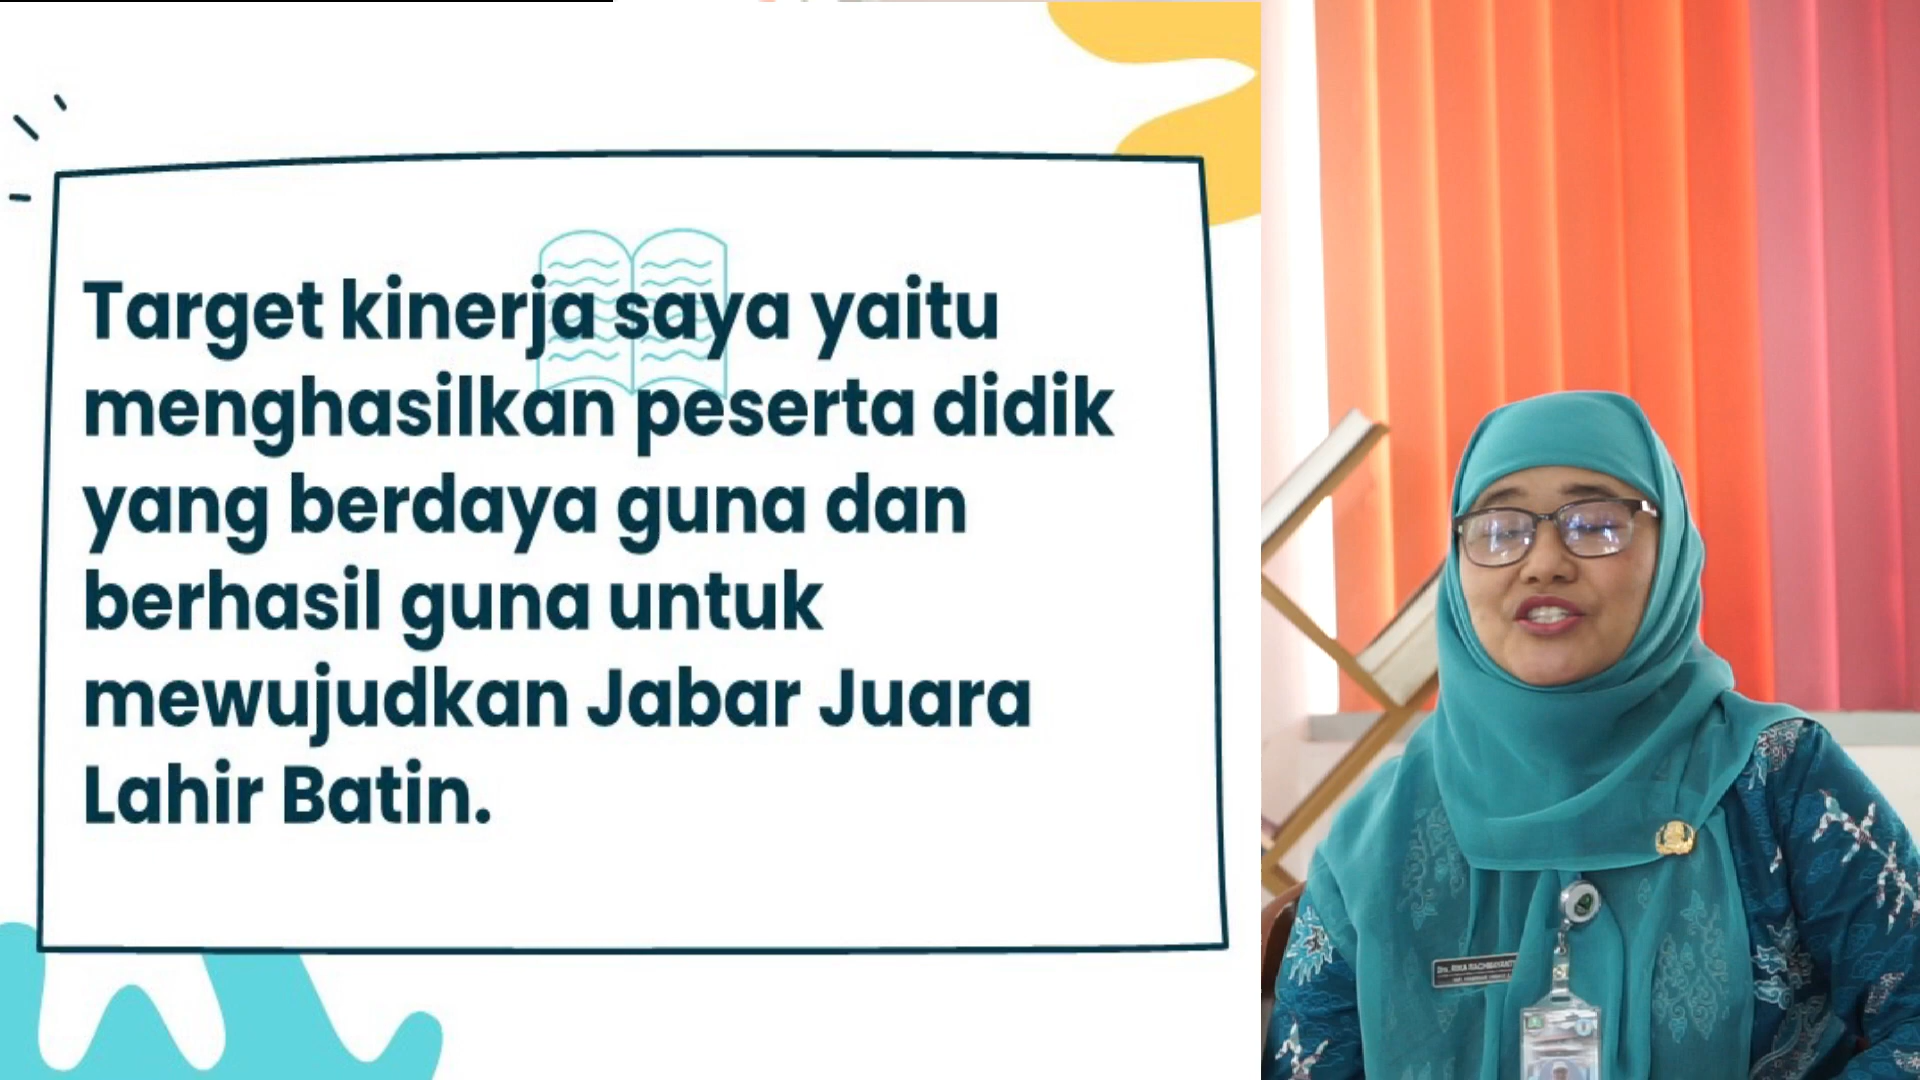 Target kinerja saya yaitu
menghasilkan peserta didik
yang berdaya guna dan
berhasil guna untuk
mewujudkan Jabar Juara
Lahir Batin.